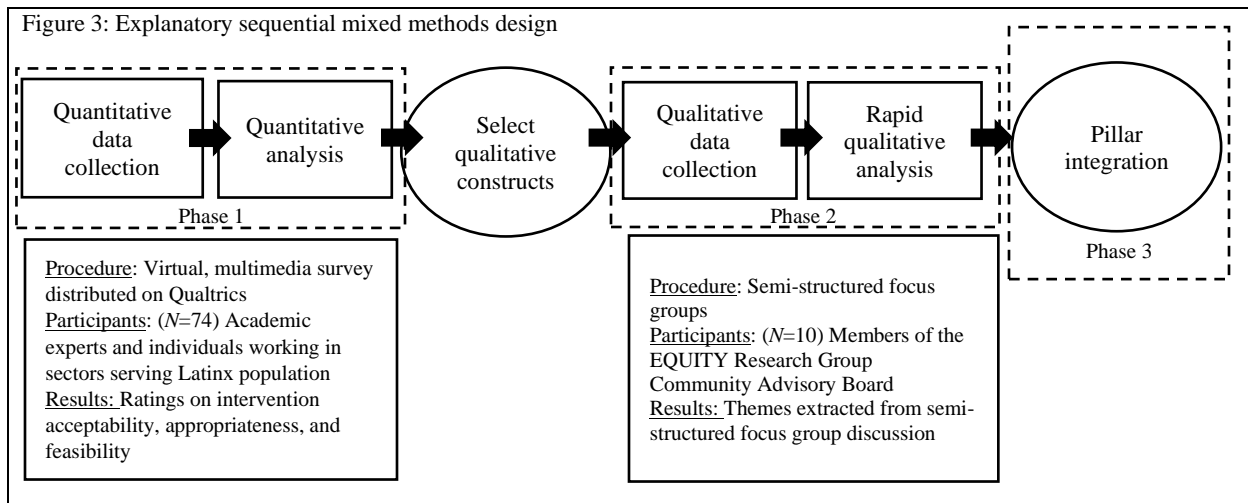 Figure 3: Explanatory sequential mixed methods design
Quantitative
data
collection
Quantitative
analysis
Phase 1
Select
qualitative
constructs
Qualitative
data
collection
Rapid
qualitative
analysis
Phase 2
Pillar
integration
Phase 3
Procedure: Virtual, multimedia survey
distributed on Qualtrics
Participants: (N=74) Academic
experts and individuals working in
sectors serving Latinx population
Results: Ratings on intervention
acceptability, appropriateness, and
feasibility
Procedure: Semi-structured focus
groups
Participants: (N=10) Members of the
EQUITY Research Group
Community Advisory Board
Results: Themes extracted from semi-
structured focus group discussion